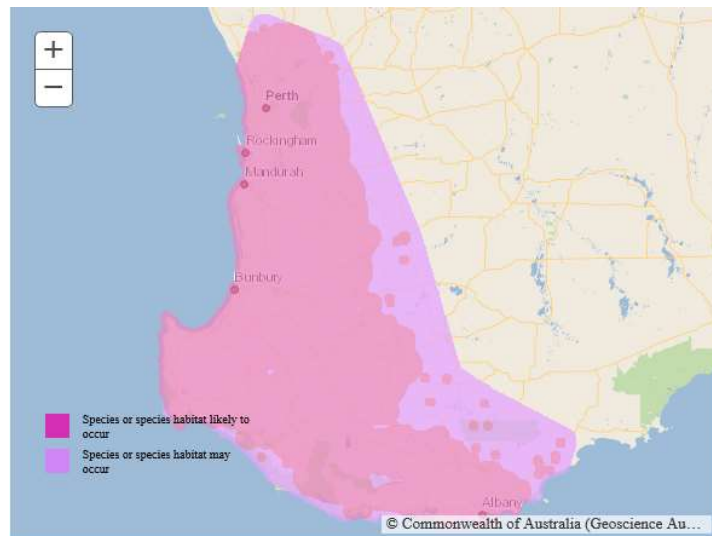 +
−
Perth
Rockingham
Mandurah
Bunbury
Species or species habitat likely to
occur
Species or species habitat may
occur
Albany
© Commonwealth of Australia (Geoscience Au...